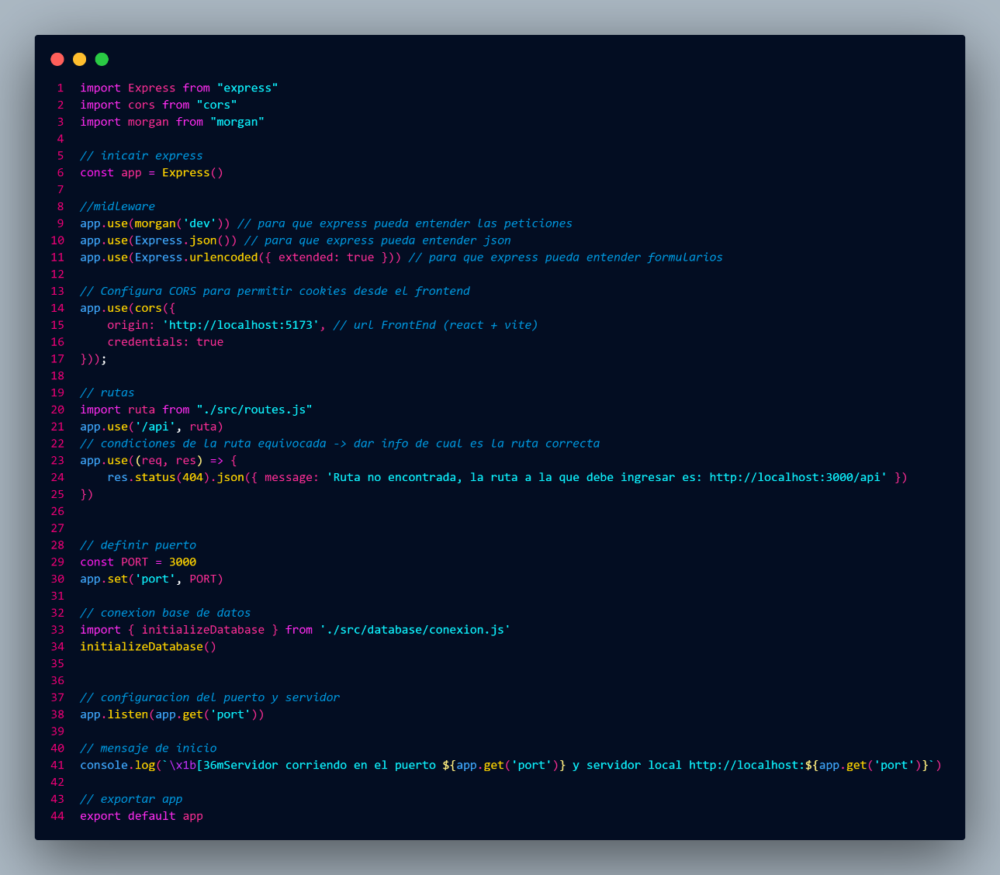 1 import Express from "express"
2 import cors from "cors"
3 import morgan from "morgan"
4
5 // inicair express
6 const app = Express()
7
8 //midleware
9 app.use(morgan('dev')) // para que express pueda entender las peticiones
10 app.use(Express.json()) // para que express pueda entender json
11 app.use(Express.urlencoded({ extended: true })) // para que express pueda entender formularios
12
13 // Configura CORS para permitir cookies desde el frontend
14 app.use(cors({
15     origin: 'http://localhost:5173', // url FrontEnd (react + vite)
16     credentials: true
17 }));
18
19 // rutas
20 import ruta from "./src/routes.js"
21 app.use('/api', ruta)
22 // condiciones de la ruta equivocada -> dar info de cual es la ruta correcta
23 app.use((req, res) => {
24     res.status(404).json({ message: 'Ruta no encontrada, la ruta a la que debe ingresar es: http://localhost:3000/api' })
25 })
26
27
28 // definir puerto
29 const PORT = 3000
30 app.set('port', PORT)
31
32 // conexion base de datos
33 import { initializeDatabase } from './src/database/conexion.js'
34 initializeDatabase()
35
36
37 // configuracion del puerto y servidor
38 app.listen(app.get('port'))
39
40 // mensaje de inicio
41 console.log(`\x1b[36mServidor corriendo en el puerto ${app.get('port')} y servidor local http://localhost:${app.get('port')}`)
42
43 // exportar app
44 export default app